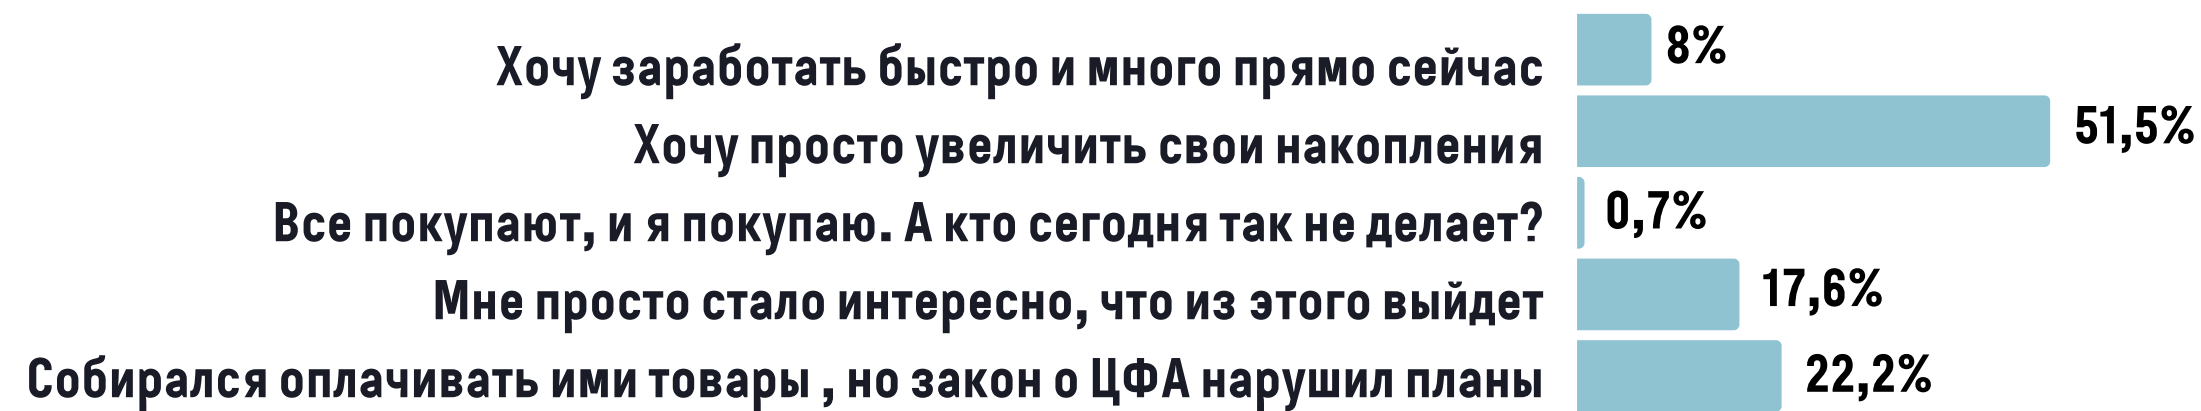 Хочу заработать быстро и много прямо сейчас 8%
Хочу просто увеличить свои накопления 51,5%
Все покупают, и я покупаю. А кто сегодня так не делает? 0,7%
Мне просто стало интересно, что из этого выйдет 17,6%
Собирался оплачивать ими товары , но закон о ЦФА нарушил планы 22,2%